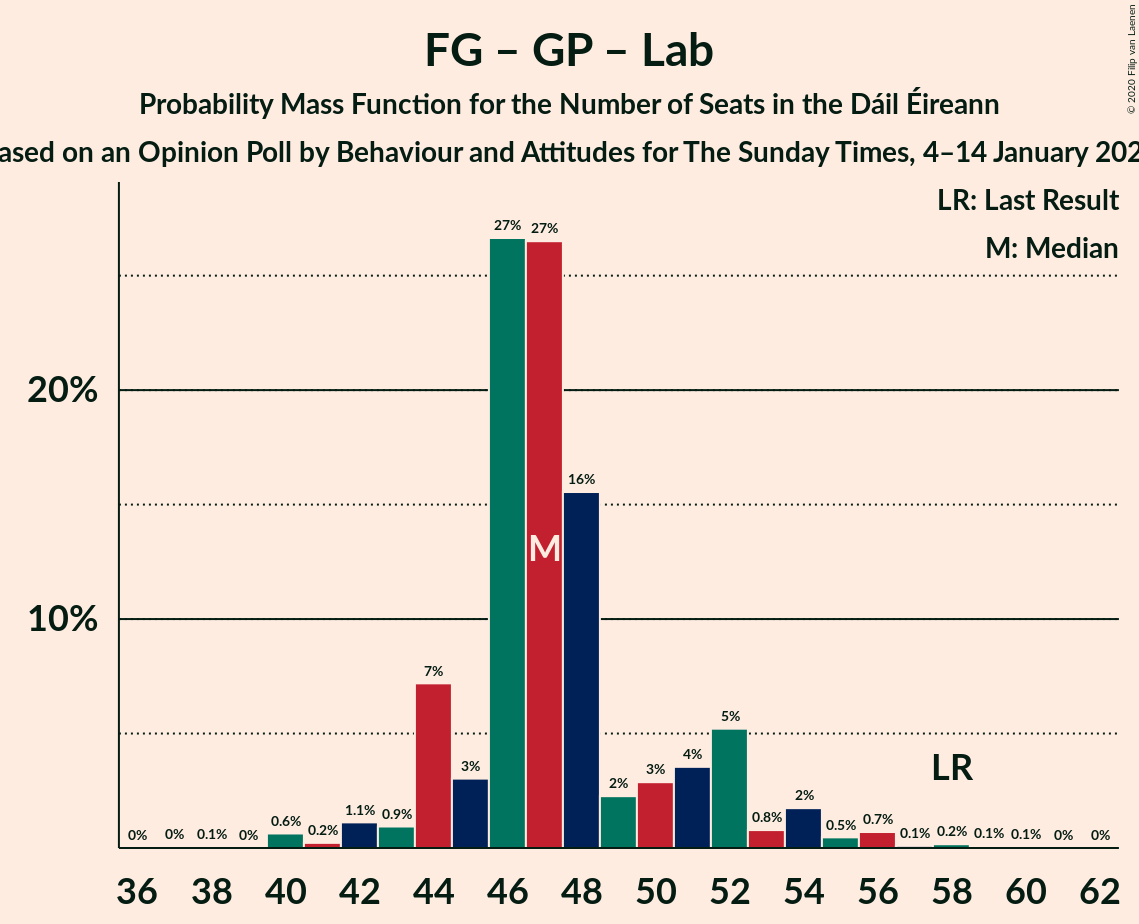 FG – GP – Lab
Probability Mass Function for the Number of Seats in the Dáil Éireann
ased on an Opinion Poll by Behaviour and Attitudes for The Sunday Times, 4–14 January 202
© 2020 Filip van Laenen
LR: Last Result
M: Median
27% 27%
20%
16%
M
10%
7%
5%
4%
LR
3% 3%
2% 2%
1.1% 0.9% 0.8% 0.5% 0.7%
0% 0% 0.1% 0% 0.6% 0.2% 0.1% 0.2% 0.1% 0.1% 0% 0%
36 38 40 42 44 46 48 50 52 54 56 58 60 62